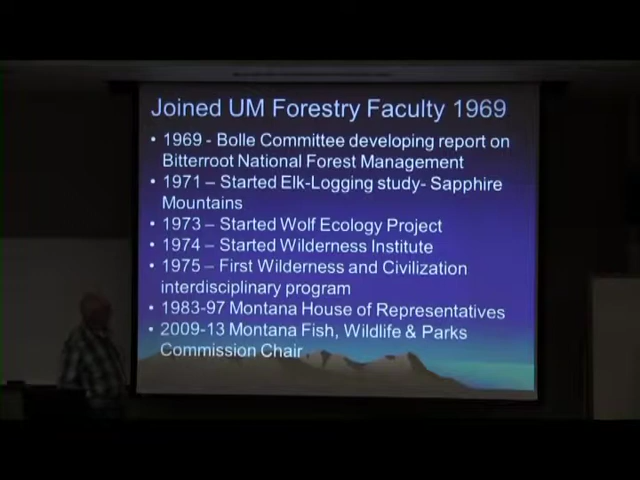 Joined UM Forestry Faculty 1969
• 1969 - Bolle Committee developing report on
Bitterroot National Forest Management
• 1971 – Started Elk-Logging study- Sapphire
Mountains
• 1973 – Started Wolf Ecology Project
• 1974 – Started Wilderness Institute
• 1975 – First Wilderness and Civilization
interdisciplinary program
• 1983-97 Montana House of Representatives
• 2009-13 Montana Fish, Wildlife & Parks
Commission Chair